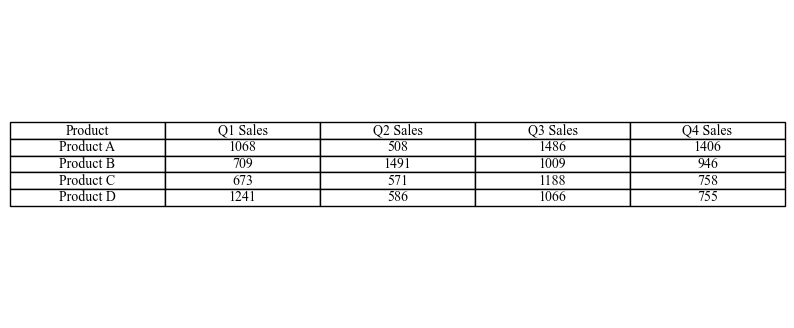 Product Q1 Sales Q2 Sales Q3 Sales Q4 Sales
Product A 1068 508 1486 1406
Product B 709 1491 1009 946
Product C 673 571 1188 758
Product D 1241 586 1066 755